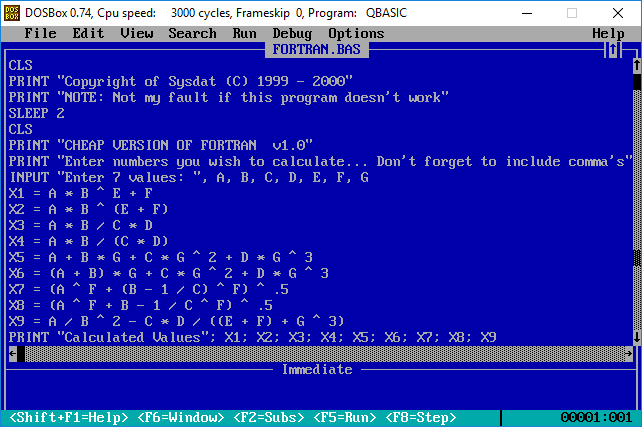 DOSBox 0.74, Cpu speed: 3000 cycles, Frameskip 0, Program: QBASIC
File Edit View Search Run Debug Options Help
FORTRAN.BAS
CLS
PRINT "Copyright of Sysdat (C) 1999 - 2000"
PRINT "NOTE: Not my fault if this program doesn't work"
SLEEP 2
CLS
PRINT "CHEAP VERSION OF FORTRAN  v1.0"
PRINT "Enter numbers you wish to calculate... Don't forget to include comma's"
INPUT "Enter 7 values: ", A, B, C, D, E, F, G
X1 = A * B ^ E + F
X2 = A * B ^ (E + F)
X3 = A * B / C * D
X4 = A * B / (C * D)
X5 = A + B * G + C * G ^ 2 + D * G ^ 3
X6 = (A + B) * G + C * G ^ 2 + D * G ^ 3
X7 = (A ^ F + (B - 1 / C) ^ F) ^ .5
X8 = (A ^ F + B - 1 / C ^ F) ^ .5
X9 = A / B ^ 2 - C * D / ((E + F) + G ^ 3)
PRINT "Calculated Values"; X1; X2; X3; X4; X5; X6; X7; X8; X9
Immediate
<Shift+F1=Help> <F6=Window> <F2=Subs> <F5=Run> <F8=Step> 00001:001